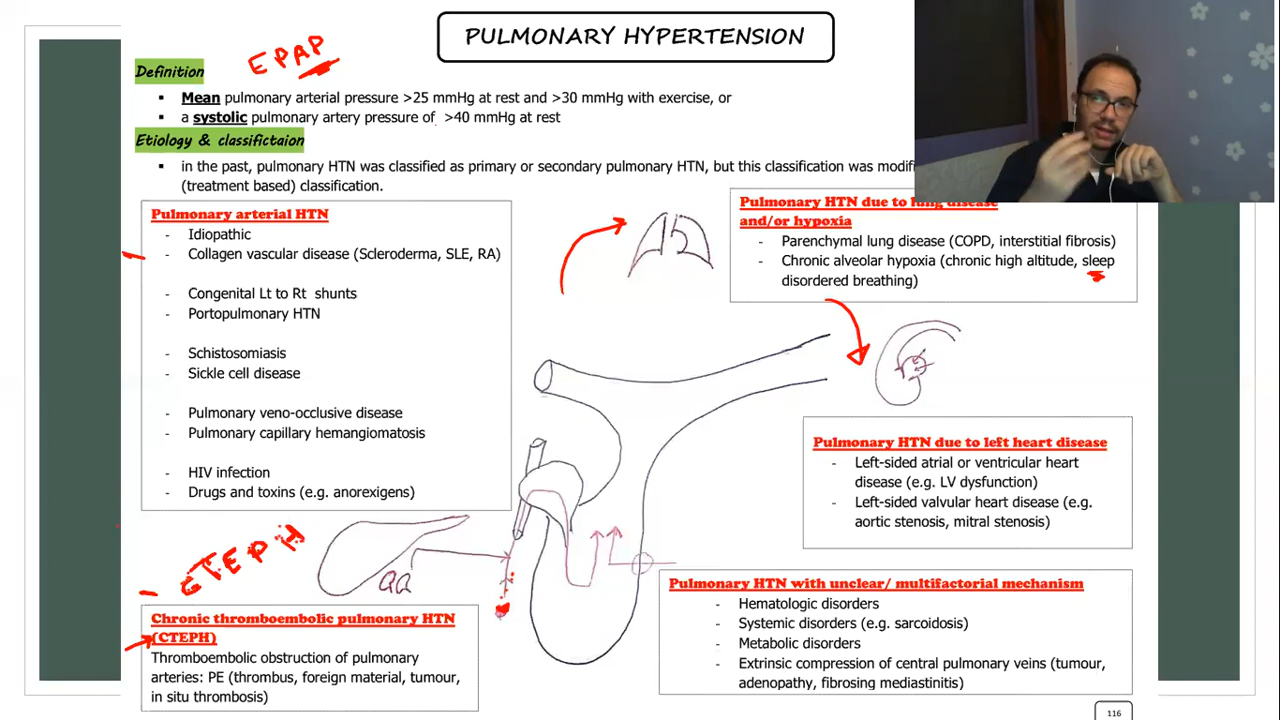 PULMONARY HYPERTENSION
EPAP
Definition
▪ Mean pulmonary arterial pressure >25 mmHg at rest and >30 mmHg with exercise, or
▪ a systolic pulmonary artery pressure of >40 mmHg at rest
Etiology & classifictaion
▪ in the past, pulmonary HTN was classified as primary or secondary pulmonary HTN, but this classification was
(treatment based) classification.
Pulmonary arterial HTN
- Idiopathic
- Collagen vascular disease (Scleroderma, SLE, RA)
- Congenital Lt to Rt shunts
- Portopulmonary HTN
- Schistosomiasis
- Sickle cell disease
- Pulmonary veno-occlusive disease
- Pulmonary capillary hemangiomatosis
- HIV infection
- Drugs and toxins (e.g. anorexigens)
Pulmonary HTN due to lung disease
and/or hypoxia
- Parenchymal lung disease (COPD, interstitial fibrosis)
- Chronic alveolar hypoxia (chronic high altitude, sleep
disordered breathing)
Pulmonary HTN due to left heart disease
- Left-sided atrial or ventricular heart
disease (e.g. LV dysfunction)
- Left-sided valvular heart disease (e.g.
aortic stenosis, mitral stenosis)
CTEPH
Chronic thromboembolic pulmonary HTN
(CTEPH)
Thromboembolic obstruction of pulmonary
arteries: PE (thrombus, foreign material, tumour,
in situ thrombosis)
Pulmonary HTN with unclear/ multifactorial mechanism
- Hematologic disorders
- Systemic disorders (e.g. sarcoidosis)
- Metabolic disorders
- Extrinsic compression of central pulmonary veins (tumour,
adenopathy, fibrosing mediastinitis)
116